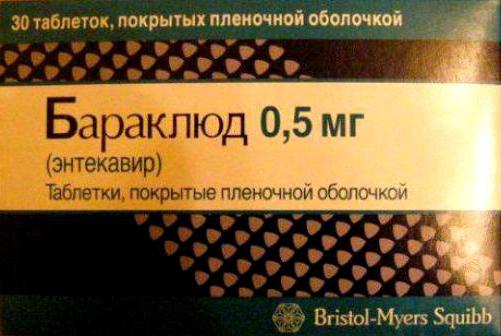 30 таблеток, покрытых пленочной оболочкой
Бараклюд 0,5 мг
(энтекавир)
Таблетки, покрытые пленочной оболочкой
Bristol-Myers Squibb